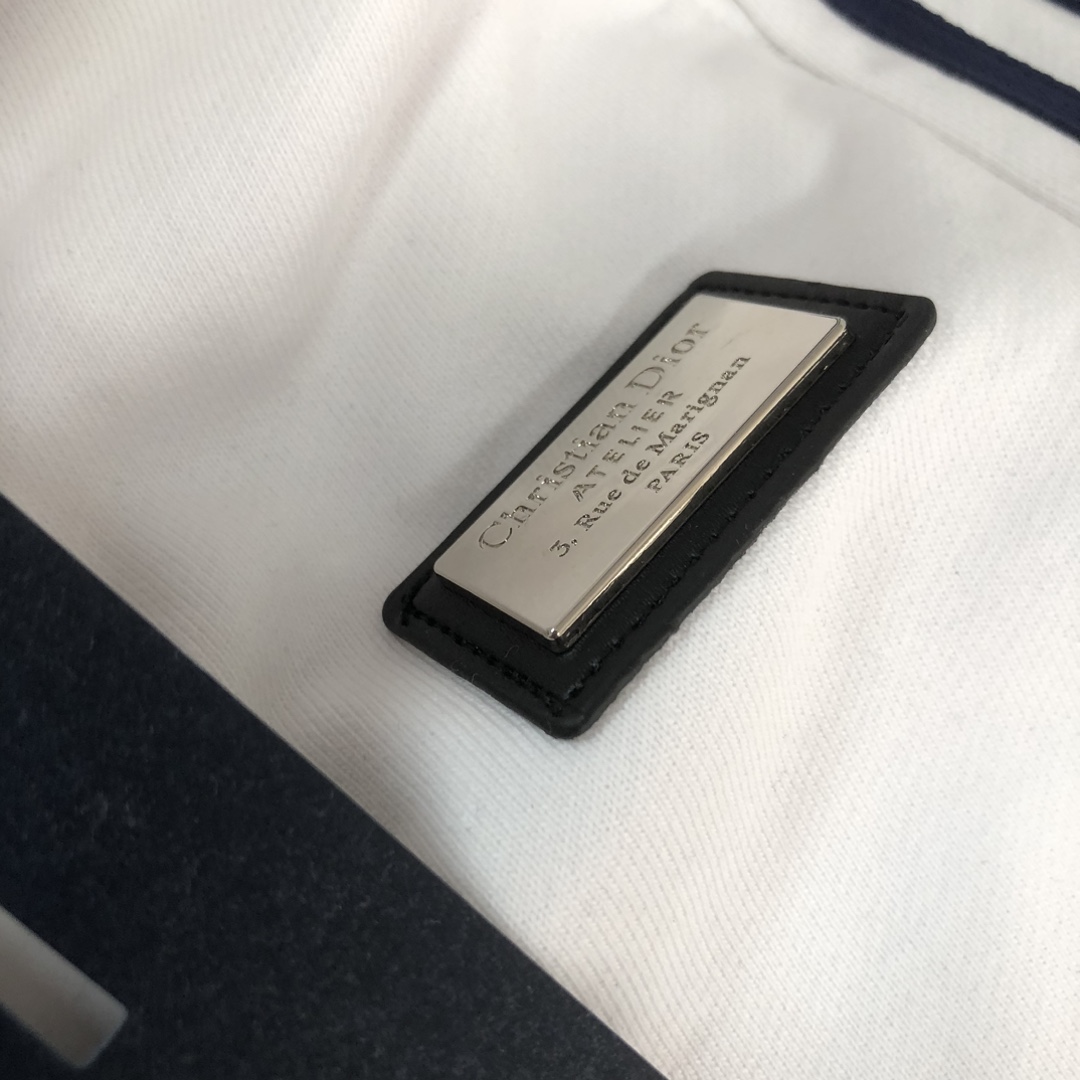 Christian Dior
ATELIER
3, Rue de Marignan
PARIS